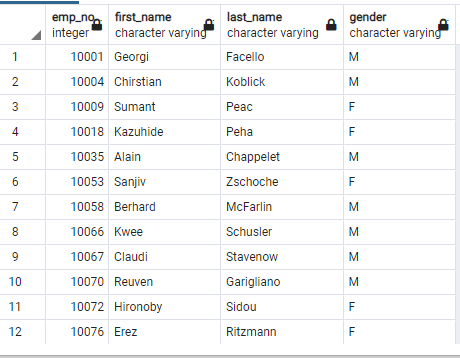 emp_no first_name last_name gender
integer character varying character varying character varying
1 10001 Georgi Facello M
2 10004 Chirstian Koblick M
3 10009 Sumant Peac F
4 10018 Kazuhide Peha F
5 10035 Alain Chappelet M
6 10053 Sanjiv Zschoche F
7 10058 Berhard McFarlin M
8 10066 Kwee Schusler M
9 10067 Claudi Stavenow M
10 10070 Reuven Garigliano M
11 10072 Hironoby Sidou F
12 10076 Erez Ritzmann F